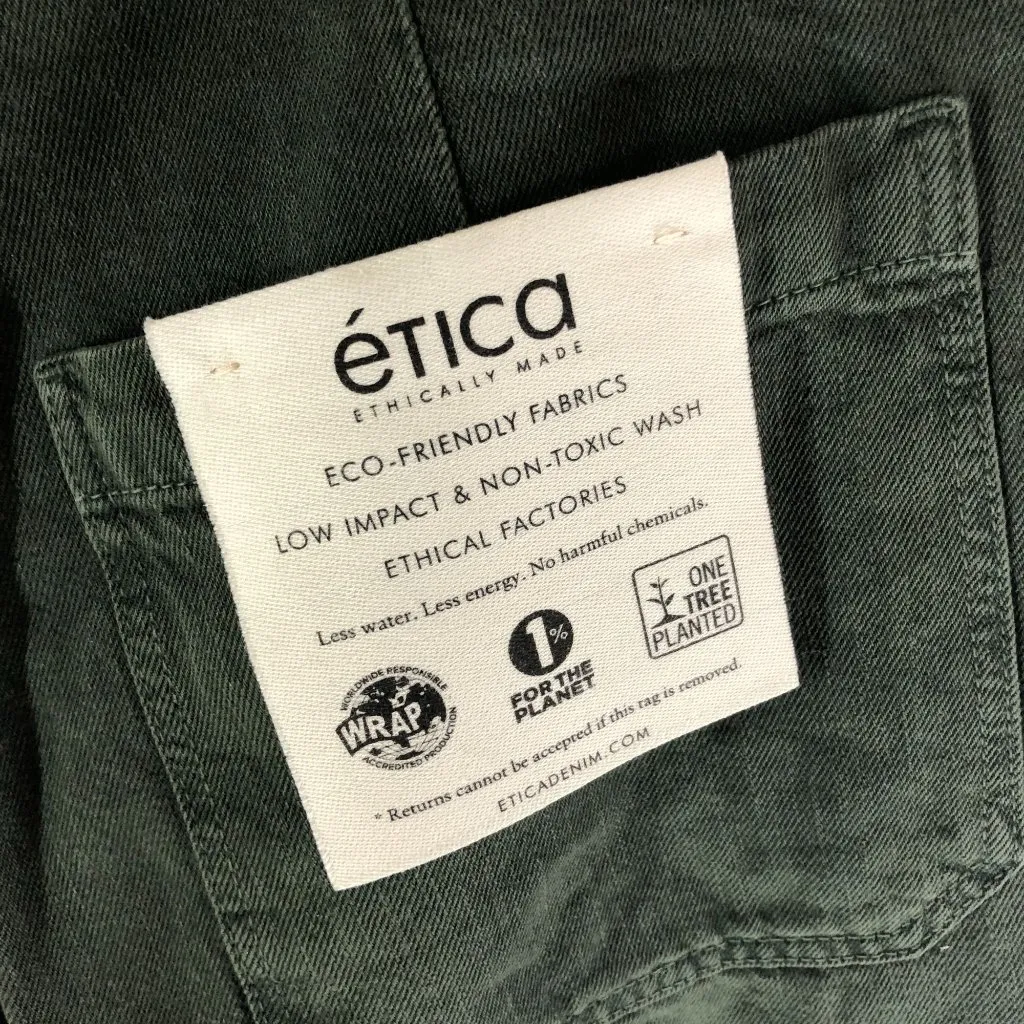 éTICa
ETHICALLY MADE
ECO-FRIENDLY FABRICS
LOW IMPACT & NON-TOXIC WASH
ETHICAL FACTORIES
Less water. Less energy. No harmful chemicals.
WORLDWIDE RESPONSIBLE
WRAP
ACCREDITED PRODUCTION
1%
FOR THE
PLANET
ONE
TREE
PLANTED
* Returns cannot be accepted if this tag is removed.
ETICADENIM.COM